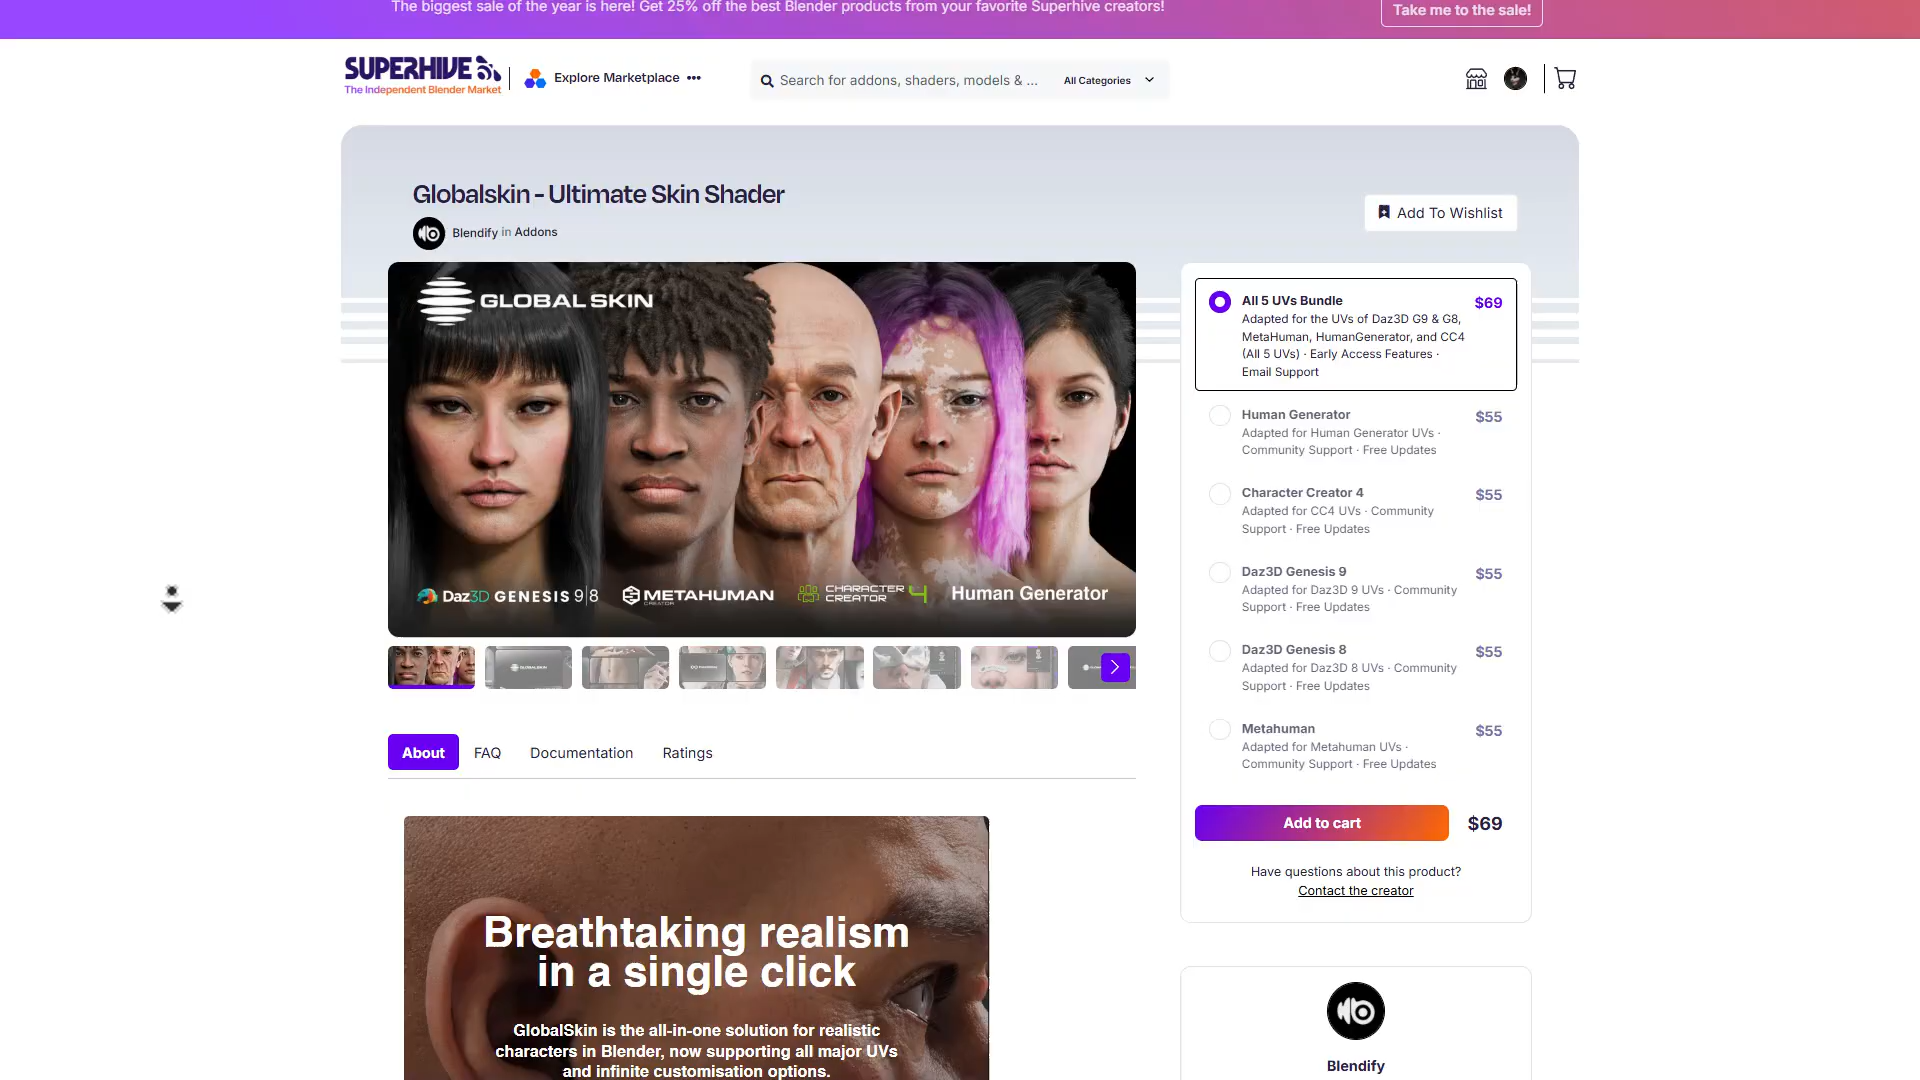 The biggest sale of the year is here! Get 25% off the best Blender products from your favorite Superhive creators!
Take me to the sale!
SUPERHIVE
The Independent Blender Market
Explore Marketplace •••
Search for addons, shaders, models & ...
All Categories
Globalskin - Ultimate Skin Shader
Blendify in Addons
Add To Wishlist
GLOBAL SKIN
Daz3D GENESIS 9|8
METAHUMAN
CREATOR
CHARACTER
CREATOR 4
Human Generator
About
FAQ
Documentation
Ratings
Breathtaking realism
in a single click
GlobalSkin is the all-in-one solution for realistic
characters in Blender, now supporting all major UVs
and infinite customisation options.
All 5 UVs Bundle
$69
Adapted for the UVs of Daz3D G9 & G8,
MetaHuman, HumanGenerator, and CC4
(All 5 UVs) · Early Access Features ·
Email Support
Human Generator
$55
Adapted for Human Generator UVs ·
Community Support · Free Updates
Character Creator 4
$55
Adapted for CC4 UVs · Community
Support · Free Updates
Daz3D Genesis 9
$55
Adapted for Daz3D 9 UVs · Community
Support · Free Updates
Daz3D Genesis 8
$55
Adapted for Daz3D 8 UVs · Community
Support · Free Updates
Metahuman
$55
Adapted for Metahuman UVs ·
Community Support · Free Updates
Add to cart
$69
Have questions about this product?
Contact the creator
Blendify